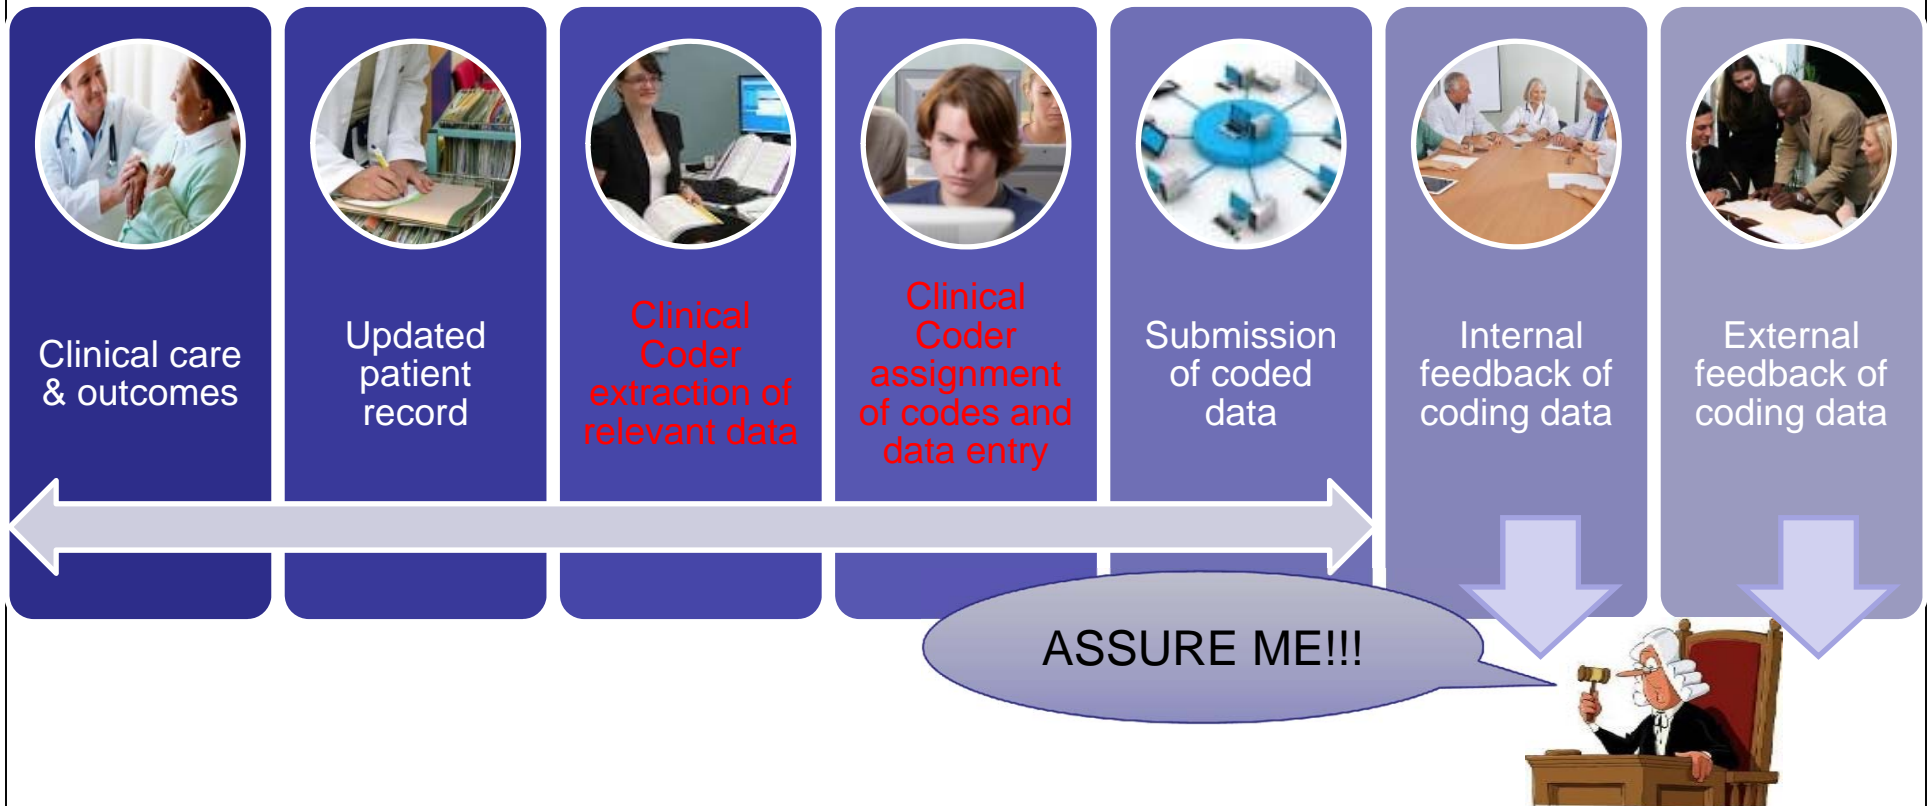 Clinical care
& outcomes
Updated
patient
record
Clinical
Coder
extraction of
relevant data
Clinical
Coder
assignment
of codes and
data entry
Submission
of coded
data
Internal
feedback of
coding data
External
feedback of
coding data
ASSURE ME!!!